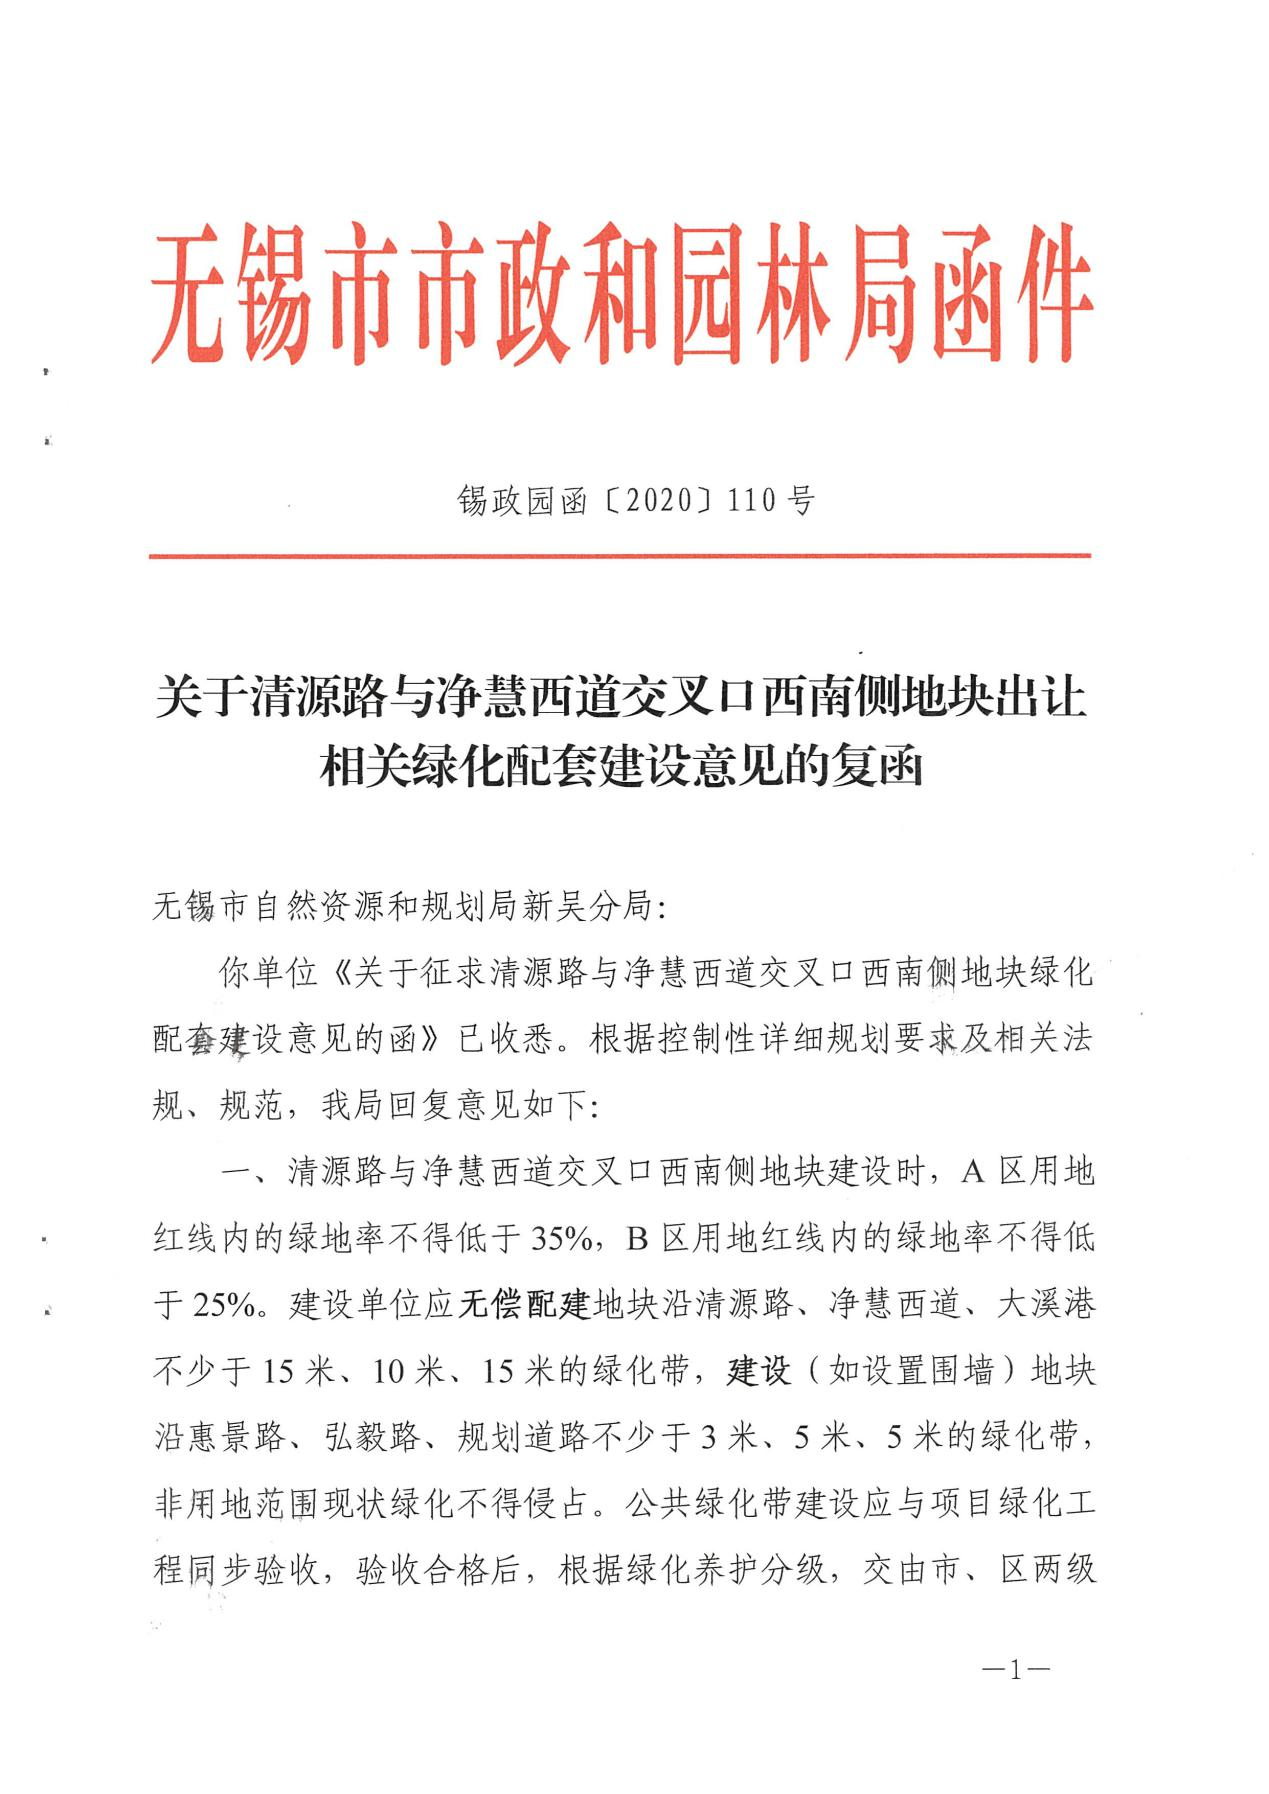 无锡市市政和园林局函件
锡政园函〔2020〕110号
关于清源路与净慧西道交叉口西南侧地块出让
相关绿化配套建设意见的复函
无锡市自然资源和规划局新吴分局：
你单位《关于征求清源路与净慧西道交叉口西南侧地块绿化
配套建设意见的函》已收悉。根据控制性详细规划要求及相关法
规、规范，我局回复意见如下：
一、清源路与净慧西道交叉口西南侧地块建设时，A区用地
红线内的绿地率不得低于35%，B区用地红线内的绿地率不得低
于25%。建设单位应无偿配建地块沿清源路、净慧西道、大溪港
不少于15米、10米、15米的绿化带，建设（如设置围墙）地块
沿惠景路、弘毅路、规划道路不少于3米、5米、5米的绿化带，
非用地范围现状绿化不得侵占。公共绿化带建设应与项目绿化工
程同步验收，验收合格后，根据绿化养护分级，交由市、区两级
—1—